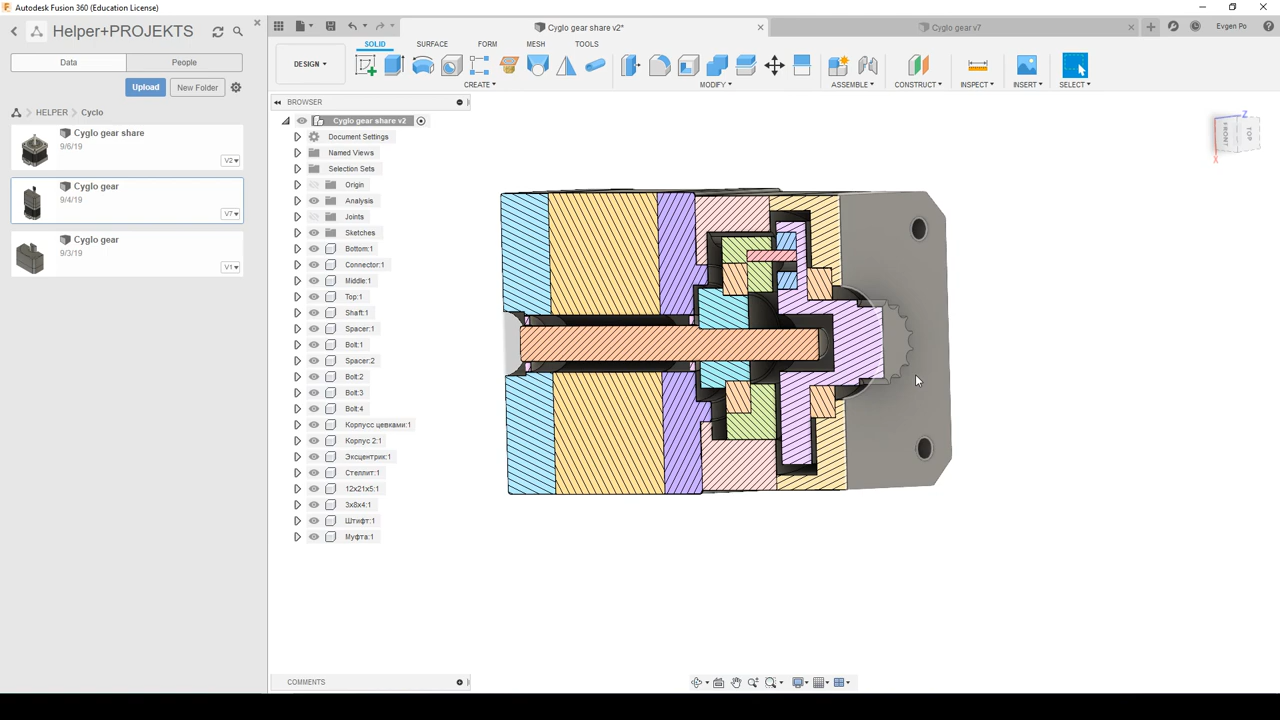 Autodesk Fusion 360 (Education License)
Helper+PROJEKTS
Data
People
Upload
New Folder
HELPER
Cyclo
Cyglo gear share
9/6/19
V2
Cyglo gear
9/4/19
V7
Cyglo gear
9/3/19
V1
Cyglo gear share v2*
Cyglo gear v7
Evgen Po
SOLID
SURFACE
FORM
MESH
TOOLS
DESIGN
CREATE
MODIFY
ASSEMBLE
CONSTRUCT
INSPECT
INSERT
SELECT
BROWSER
Cyglo gear share v2
Document Settings
Named Views
Selection Sets
Origin
Analysis
Joints
Sketches
Bottom:1
Connector:1
Middle:1
Top:1
Shaft:1
Spacer:1
Bolt:1
Spacer:2
Bolt:2
Bolt:3
Bolt:4
Корпусс цевками:1
Корпус 2:1
Эксцентрик:1
Стеллит:1
12x21x5:1
3x8x4:1
Штифт:1
Муфта:1
FRONT
TOP
Z
X
COMMENTS